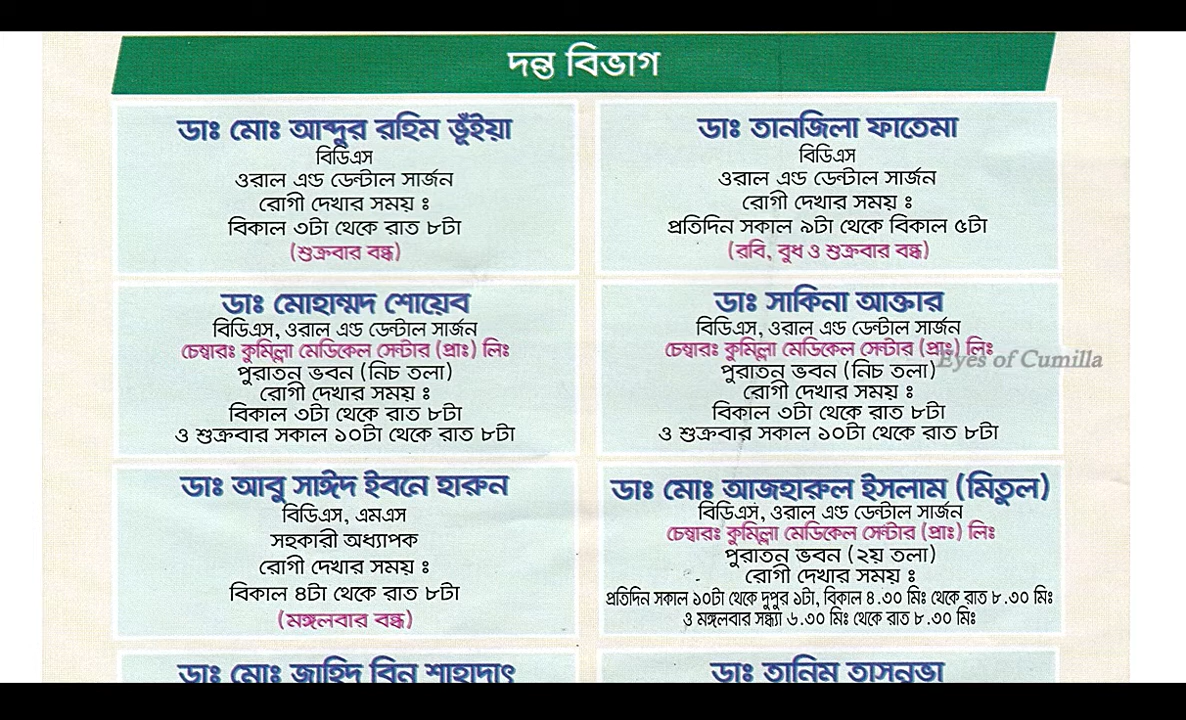 দন্ত বিভাগ
ডাঃ মোঃ আব্দুর রহিম ভূঁইয়া
বিডিএস
ওরাল এন্ড ডেন্টাল সার্জন
রোগী দেখার সময় ঃ
বিকাল ৩টা থেকে রাত ৮টা
(শুক্রবার বন্ধ)
ডাঃ তানজিলা ফাতেমা
বিডিএস
ওরাল এন্ড ডেন্টাল সার্জন
রোগী দেখার সময় ঃ
প্রতিদিন সকাল ৯টা থেকে বিকাল ৫টা
(রবি, বুধ ও শুক্রবার বন্ধ)
ডাঃ মোহাম্মদ শোয়েব
বিডিএস, ওরাল এন্ড ডেন্টাল সার্জন
চেম্বারঃ কুমিল্লা মেডিকেল সেন্টার (প্রাঃ) লিঃ
পুরাতন ভবন (নিচ তলা)
রোগী দেখার সময় ঃ
বিকাল ৩টা থেকে রাত ৮টা
ও শুক্রবার সকাল ১০টা থেকে রাত ৮টা
ডাঃ সাকিনা আক্তার
বিডিএস, ওরাল এন্ড ডেন্টাল সার্জন
চেম্বারঃ কুমিল্লা মেডিকেল সেন্টার (প্রাঃ) লিঃ
Eyes of Cumilla
পুরাতন ভবন (নিচ তলা)
রোগী দেখার সময় ঃ
বিকাল ৩টা থেকে রাত ৮টা
ও শুক্রবার সকাল ১০টা থেকে রাত ৮টা
ডাঃ আবু সাঈদ ইবনে হারুন
বিডিএস, এমএস
সহকারী অধ্যাপক
রোগী দেখার সময় ঃ
বিকাল ৪টা থেকে রাত ৮টা
(মঙ্গলবার বন্ধ)
ডাঃ মোঃ আজহারুল ইসলাম (মিতুল)
বিডিএস, ওরাল এন্ড ডেন্টাল সার্জন
চেম্বারঃ কুমিল্লা মেডিকেল সেন্টার (প্রাঃ) লিঃ
পুরাতন ভবন (২য় তলা)
রোগী দেখার সময় ঃ
প্রতিদিন সকাল ১০টা থেকে দুপুর ১টা, বিকাল ৪.৩০ মিঃ থেকে রাত ৮.৩০ মিঃ
ও মঙ্গলবার সন্ধ্যা ৬.৩০ মিঃ থেকে রাত ৮.৩০ মিঃ
ডাঃ মোঃ জাহিদ বিন শাহাদাৎ
ডাঃ তানিম তাসনুভা